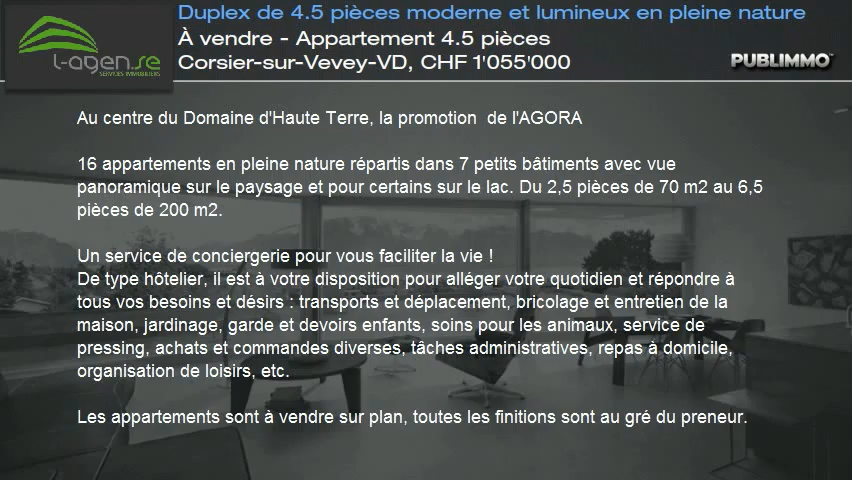 Duplex de 4.5 pièces moderne et lumineux en pleine nature
À vendre - Appartement 4.5 pièces
Corsier-sur-Vevey-VD, CHF 1'055'000
l-agen.se
SERVICES IMMOBILIERS
PUBLIMMO™
Au centre du Domaine d'Haute Terre, la promotion de l'AGORA
16 appartements en pleine nature répartis dans 7 petits bâtiments avec vue
panoramique sur le paysage et pour certains sur le lac. Du 2,5 pièces de 70 m2 au 6,5
pièces de 200 m2.
Un service de conciergerie pour vous faciliter la vie !
De type hôtelier, il est à votre disposition pour alléger votre quotidien et répondre à
tous vos besoins et désirs : transports et déplacement, bricolage et entretien de la
maison, jardinage, garde et devoirs enfants, soins pour les animaux, service de
pressing, achats et commandes diverses, tâches administratives, repas à domicile,
organisation de loisirs, etc.
Les appartements sont à vendre sur plan, toutes les finitions sont au gré du preneur.